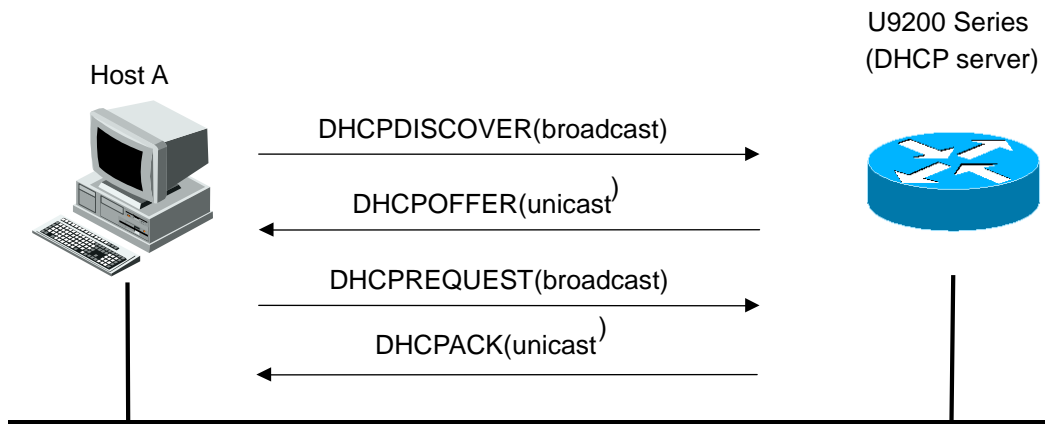 U9200 Series
(DHCP server)
Host A
DHCPDISCOVER(broadcast)
DHCPOFFER(unicast)
DHCPREQUEST(broadcast)
DHCPACK(unicast)